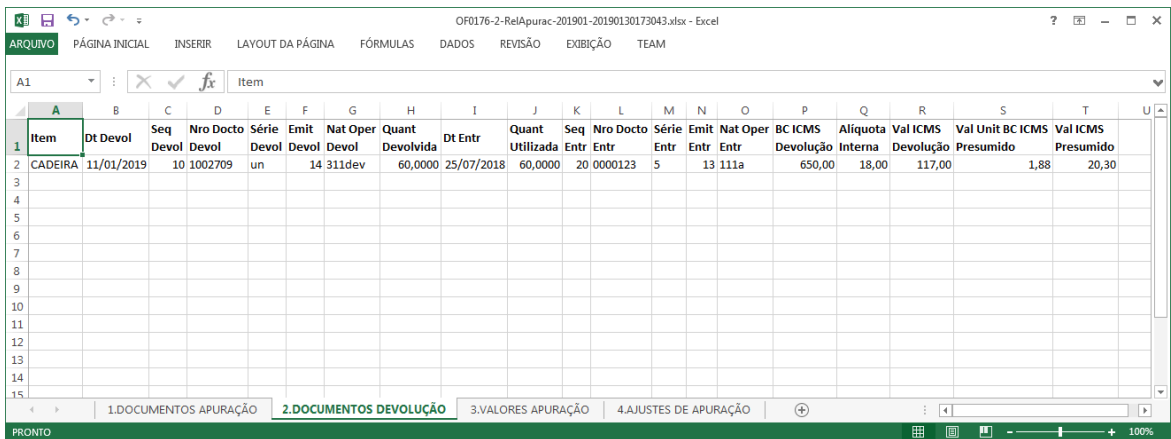 OF0176-2-RelApurac-201901-20190130173043.xlsx - Excel
ARQUIVO PÁGINA INICIAL INSERIR LAYOUT DA PÁGINA FÓRMULAS DADOS REVISÃO EXIBIÇÃO TEAM
A1 fx Item
A B C D E F G H I J K L M N O P Q R S T U
1 Item Dt Devol Seq Devol Nro Docto Devol Série Devol Emit Devol Nat Oper Devol Quant Devolvida Dt Entr Quant Utilizada Seq Entr Nro Docto Entr Série Entr Emit Entr Nat Oper Entr BC ICMS Devolução Alíquota Interna Val ICMS Devolução Val Unit BC ICMS Presumido Val ICMS Presumido
2 CADEIRA 11/01/2019 10 1002709 un 14 311dev 60,0000 25/07/2018 60,0000 20 0000123 5 13 111a 650,00 18,00 117,00 1,88 20,30
3
4
5
6
7
8
9
10
11
12
13
14
15
1.DOCUMENTOS APURAÇÃO 2.DOCUMENTOS DEVOLUÇÃO 3.VALORES APURAÇÃO 4.AJUSTES DE APURAÇÃO
PRONTO 100%